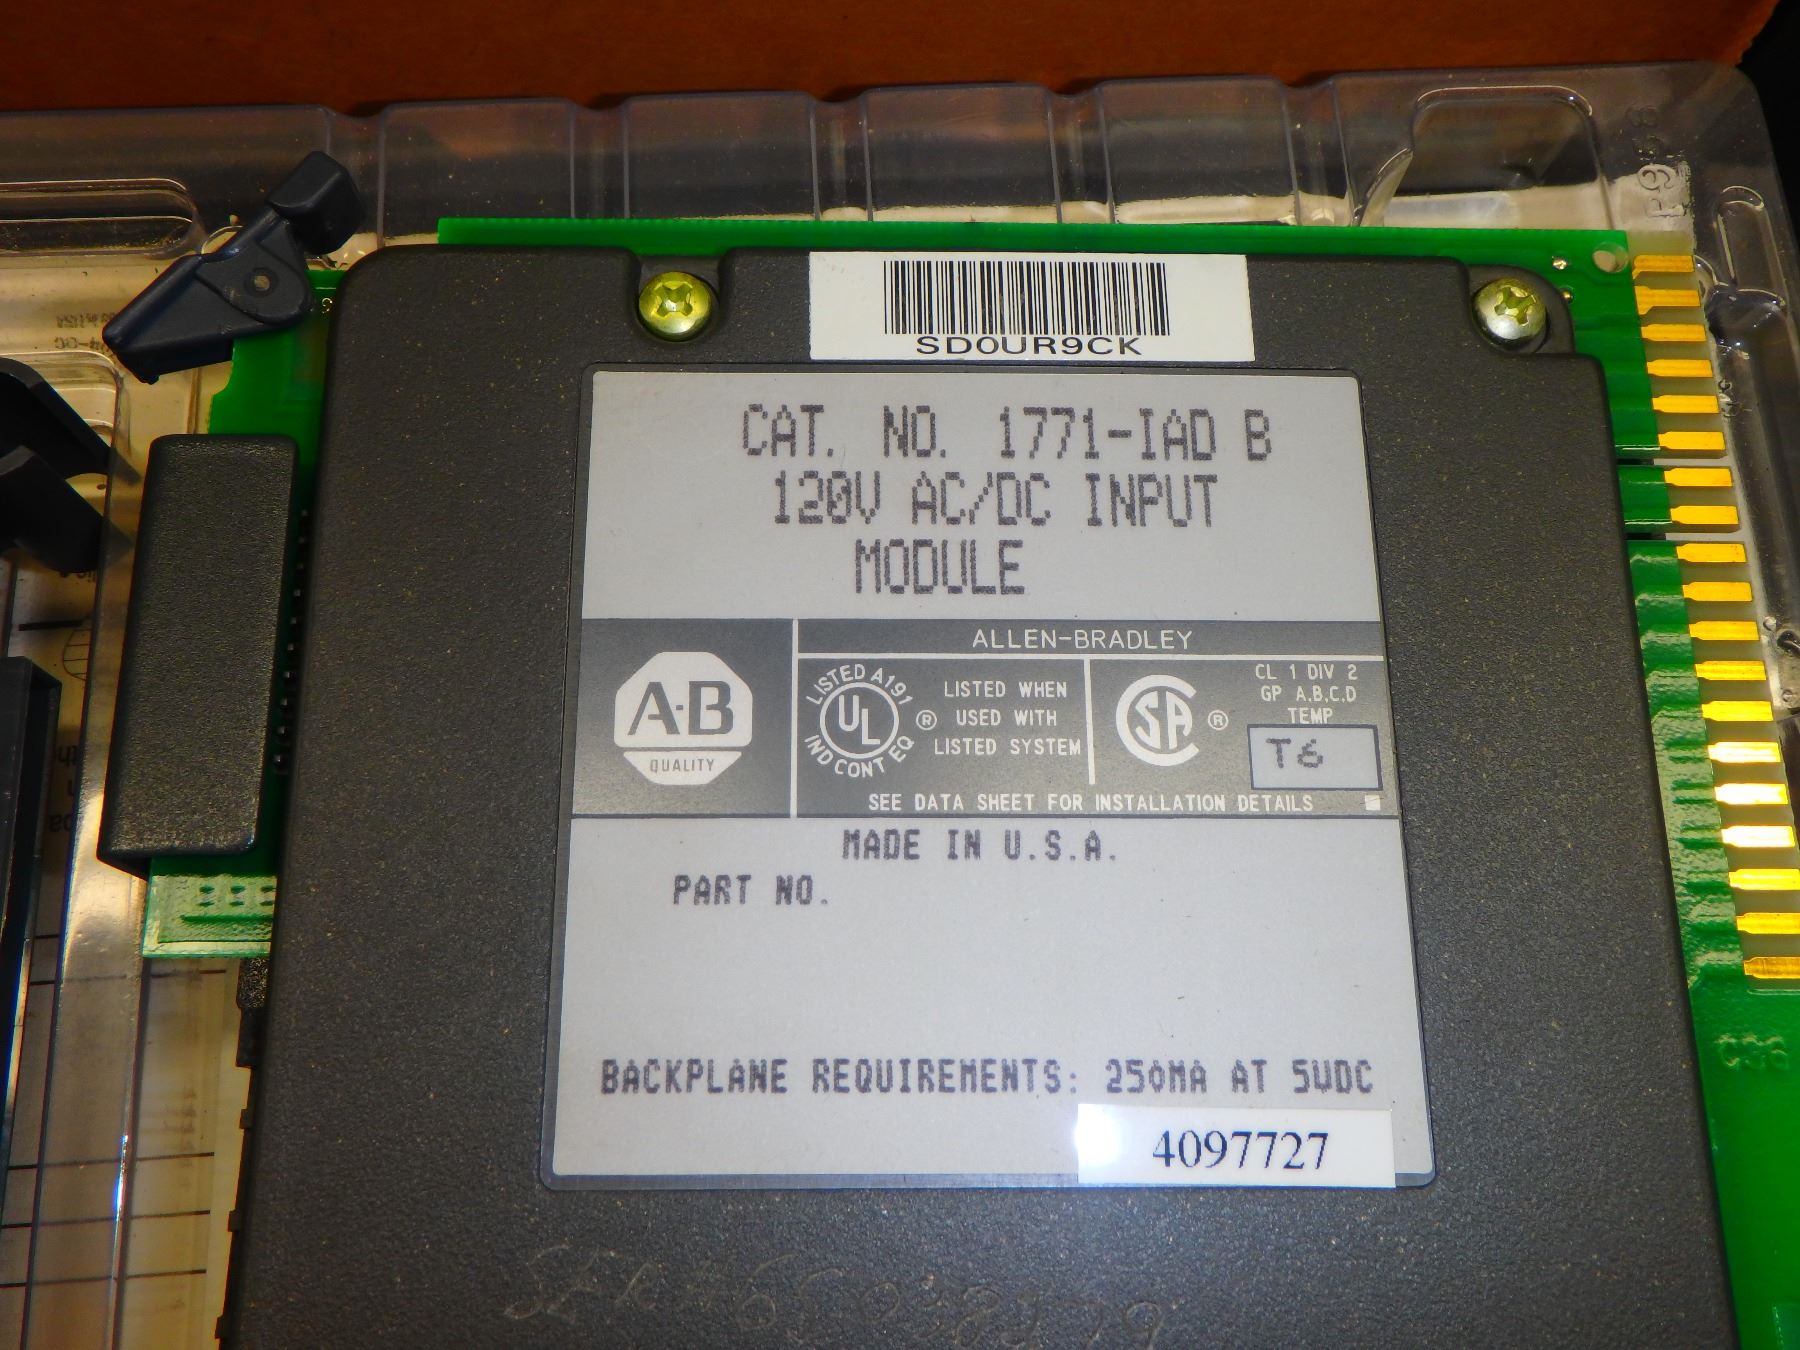 SD0UR9CK
CAT. NO. 1771-IAD B
120V AC/DC INPUT
MODULE
ALLEN-BRADLEY
A-B
QUALITY
LISTED A191
UL
IND CONT EQ
®
LISTED WHEN
USED WITH
LISTED SYSTEM
SA
®
CL 1 DIV 2
GP A,B,C,D
TEMP
T6
SEE DATA SHEET FOR INSTALLATION DETAILS
MADE IN U.S.A.
PART NO.
BACKPLANE REQUIREMENTS: 250MA AT 5VDC
4097727